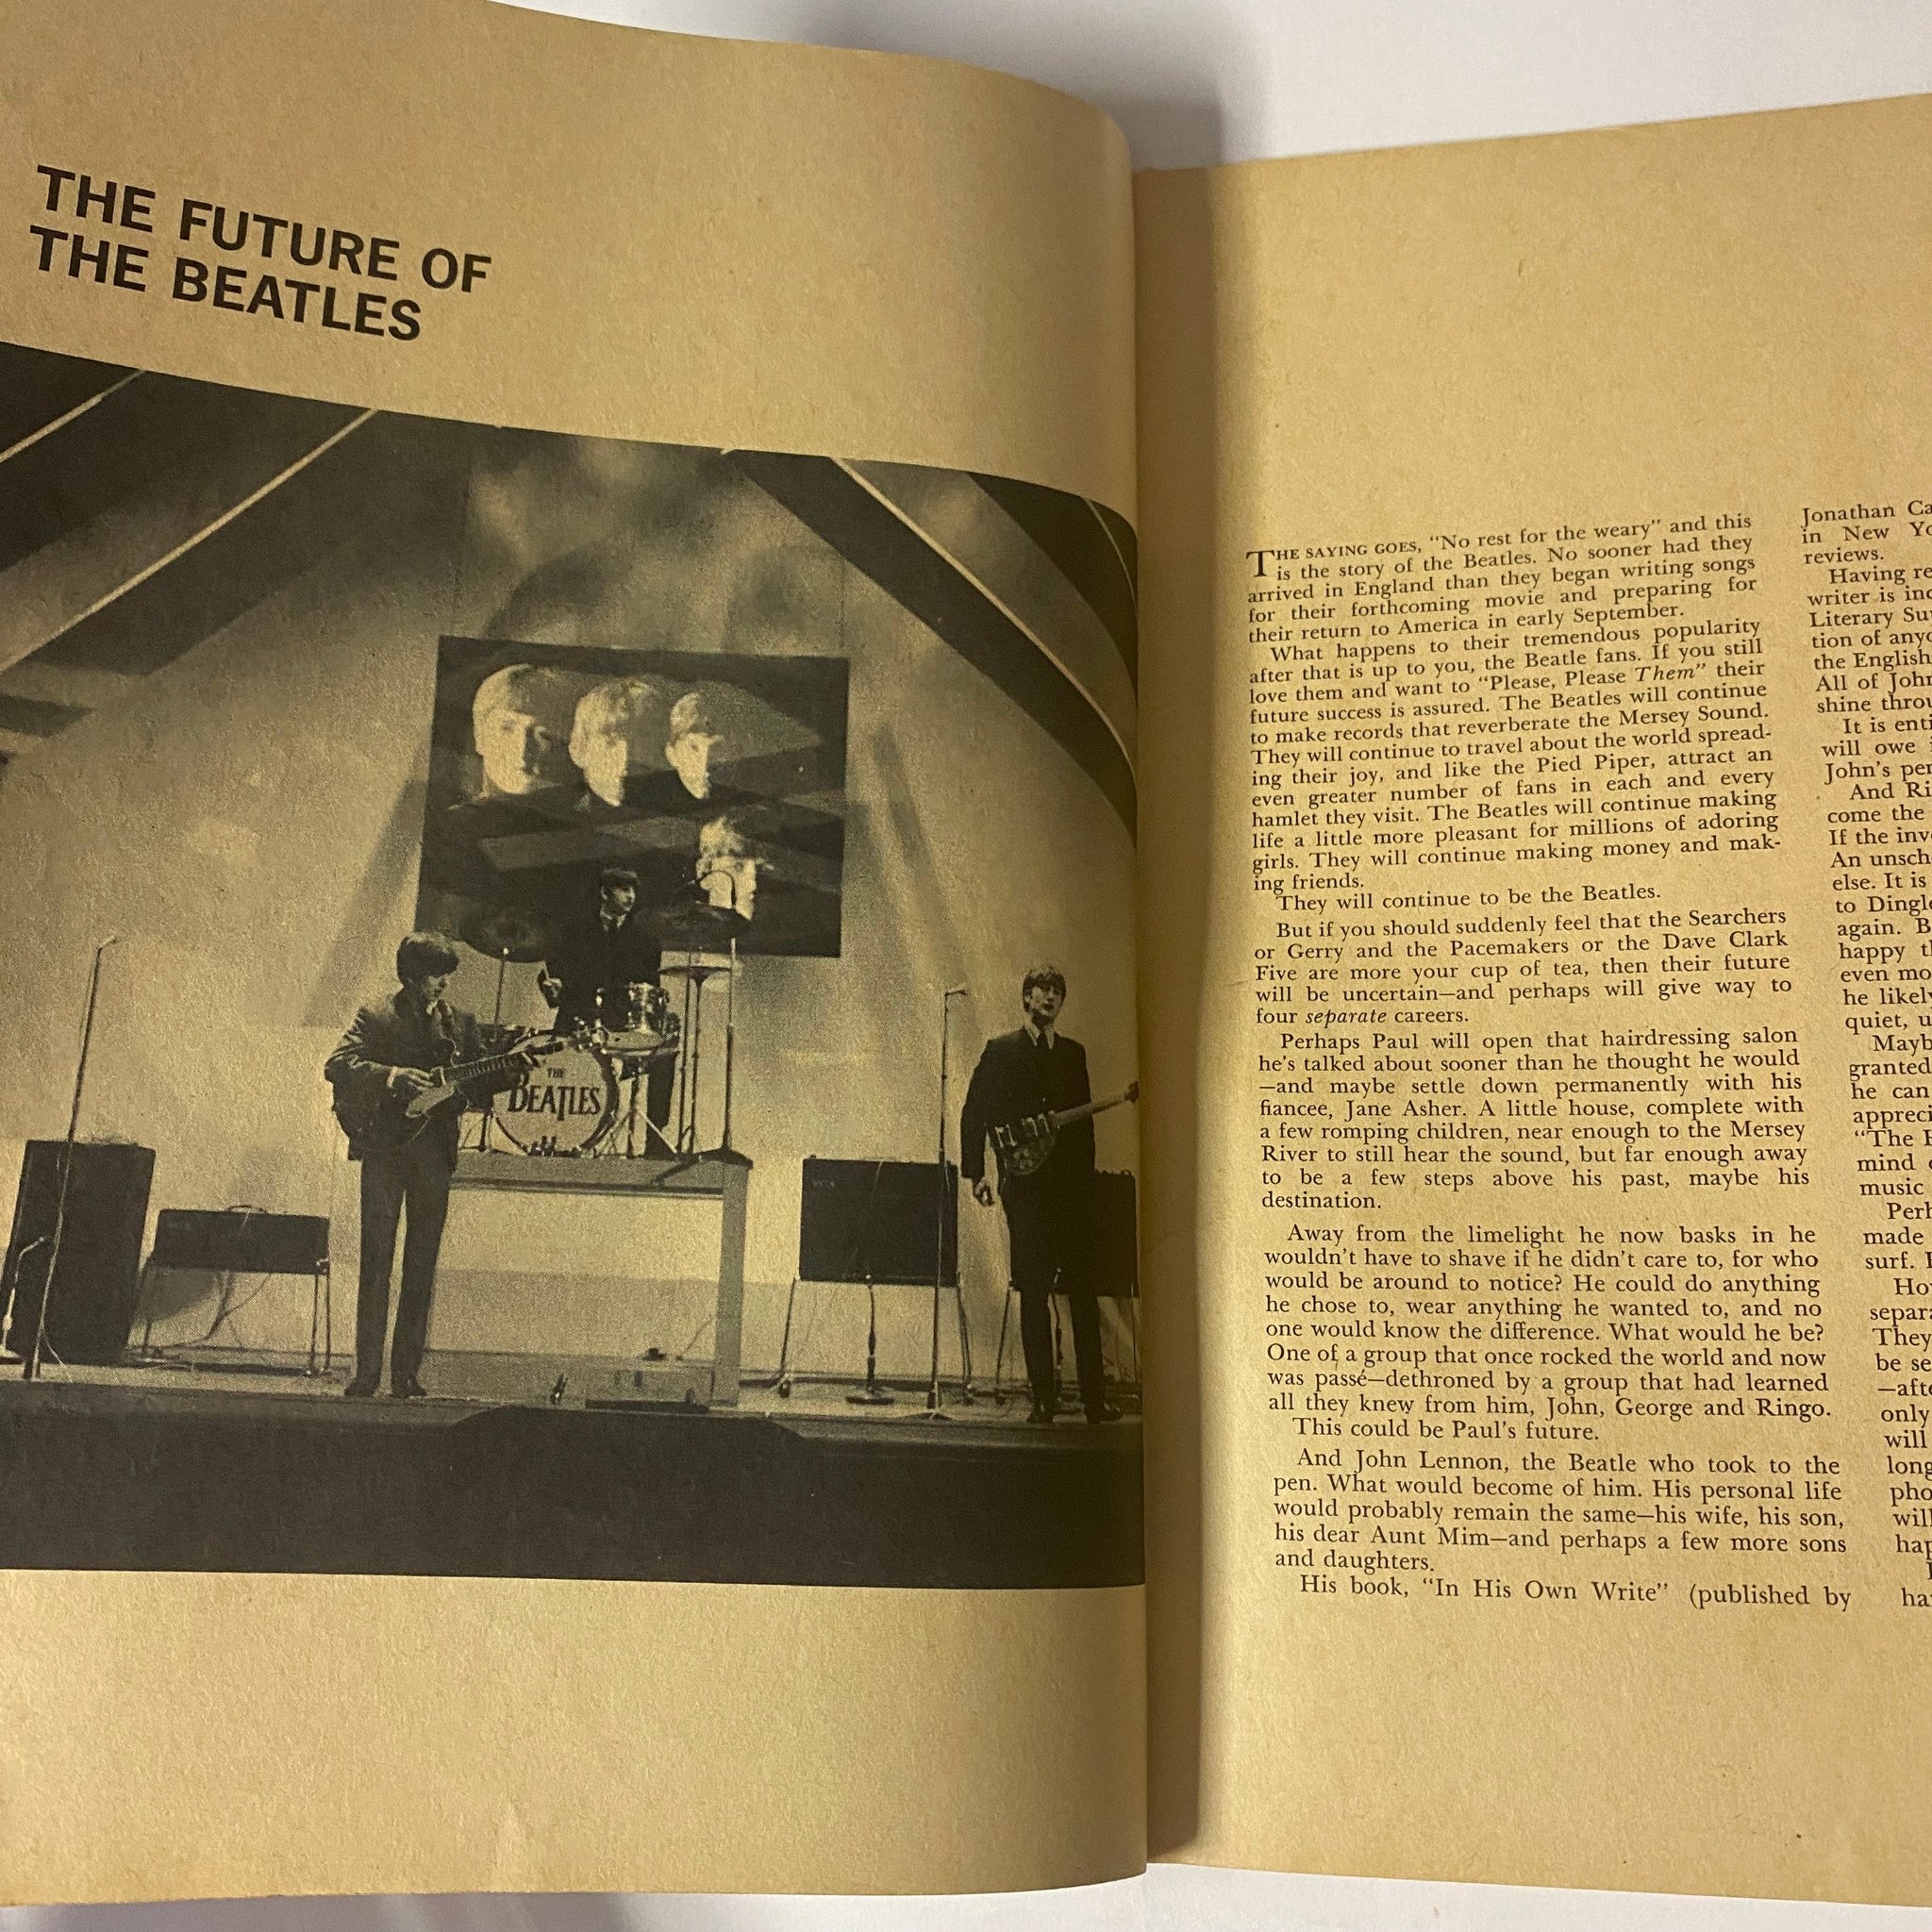 THE FUTURE OF
THE BEATLES
THE
BEATLES
THE SAYING GOES, "No rest for the weary" and this
is the story of the Beatles. No sooner had they
arrived in England than they began writing songs
for their forthcoming movie and preparing for
their return to America in early September.
What happens to their tremendous popularity
after that is up to you, the Beatle fans. If you still
love them and want to "Please, Please Them" their
future success is assured. The Beatles will continue
to make records that reverberate the Mersey Sound.
They will continue to travel about the world spread-
ing their joy, and like the Pied Piper, attract an
even greater number of fans in each and every
hamlet they visit. The Beatles will continue making
life a little more pleasant for millions of adoring
girls. They will continue making money and mak-
ing friends.
They will continue to be the Beatles.
But if you should suddenly feel that the Searchers
or Gerry and the Pacemakers or the Dave Clark
Five are more your cup of tea, then their future
will be uncertain—and perhaps will give way to
four separate careers.
Perhaps Paul will open that hairdressing salon
he's talked about sooner than he thought he would
—and maybe settle down permanently with his
fiancee, Jane Asher. A little house, complete with
a few romping children, near enough to the Mersey
River to still hear the sound, but far enough away
to be a few steps above his past, maybe his
destination.
Away from the limelight he now basks in he
wouldn't have to shave if he didn't care to, for who
would be around to notice? He could do anything
he chose to, wear anything he wanted to, and no
one would know the difference. What would he be?
One of a group that once rocked the world and now
was passé—dethroned by a group that had learned
all they knew from him, John, George and Ringo.
This could be Paul's future.
And John Lennon, the Beatle who took to the
pen. What would become of him. His personal life
would probably remain the same—his wife, his son,
his dear Aunt Mim—and perhaps a few more sons
and daughters.
His book, "In His Own Write" (published by
Jonathan
in New
reviews.
Having
writer is
Literary
tion of
the English
All of
shine
It is
will owe
John's
And
come the
If the
An
else. It is
to
again.
happy
even
he
quiet,
granted
he can
"The
mind
music
made
surf.
They
be
only
will